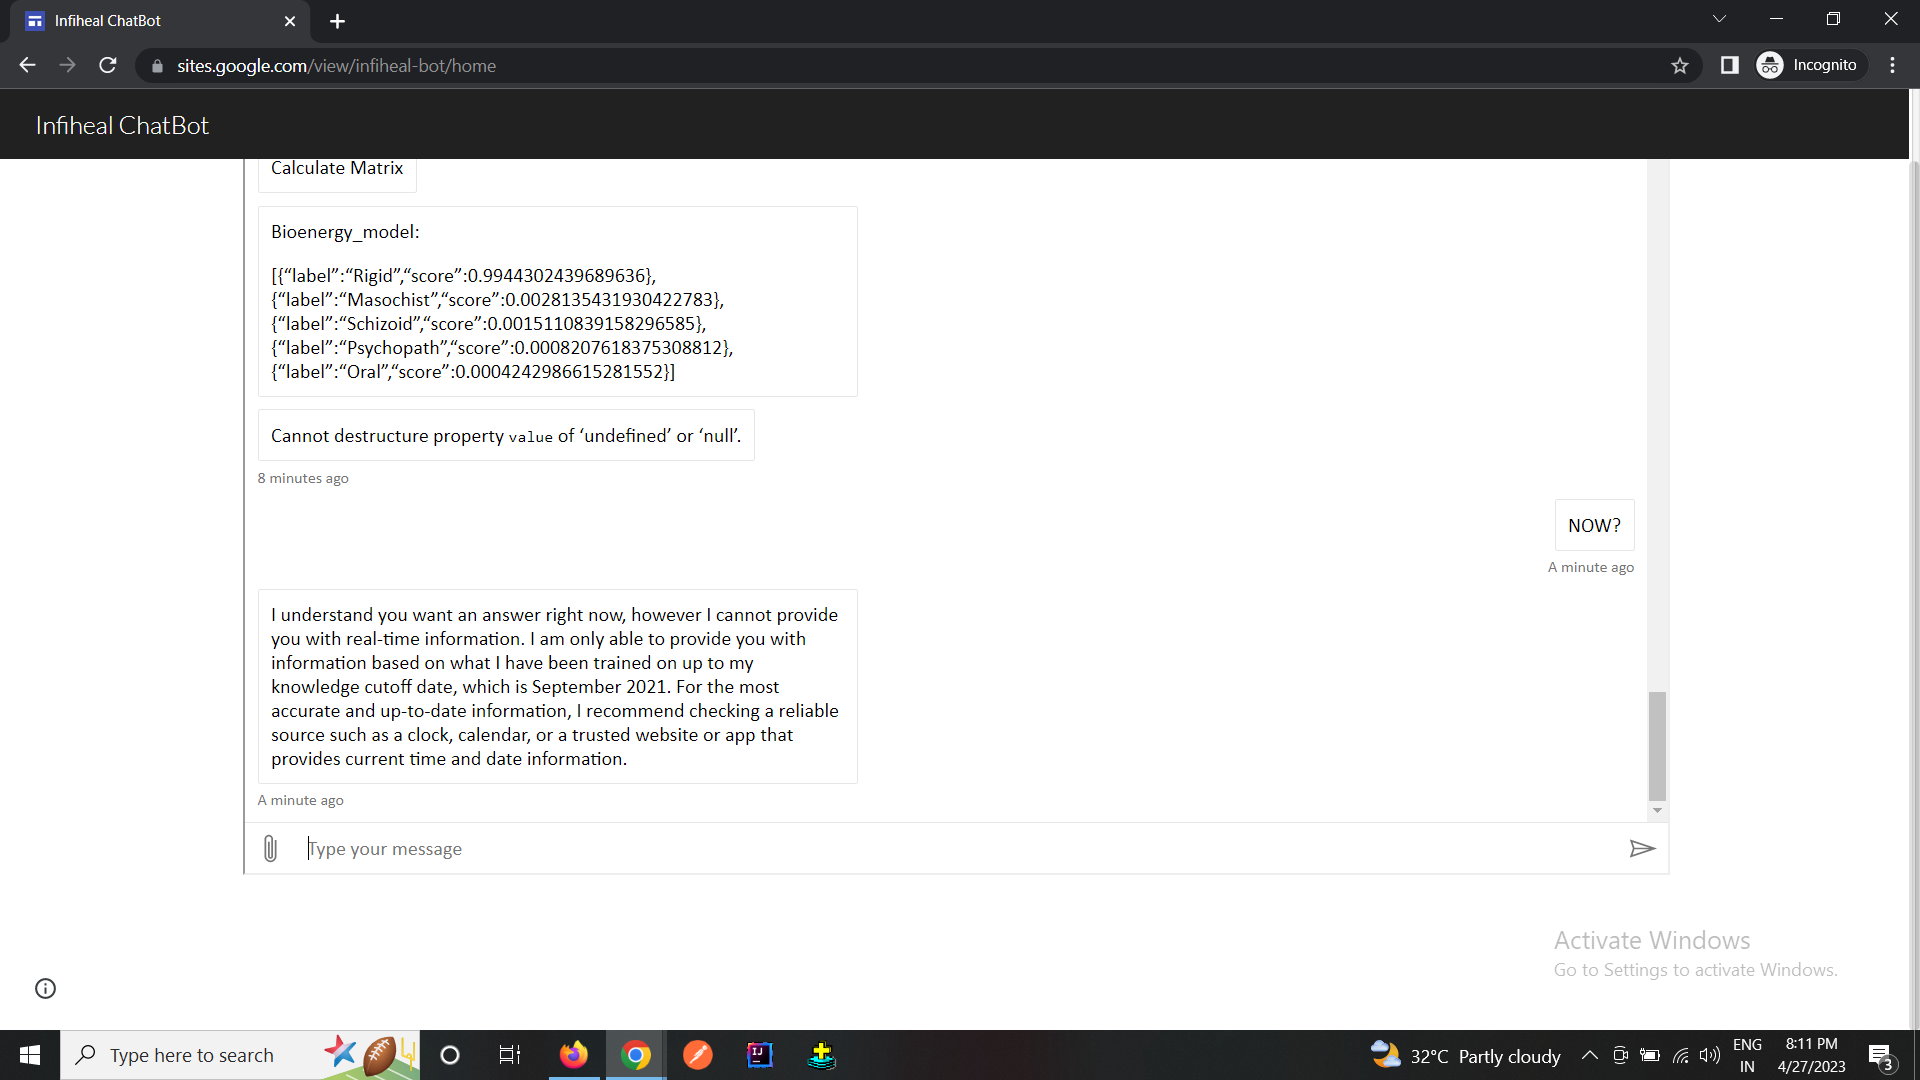 Infiheal ChatBot
sites.google.com/view/infiheal-bot/home
Incognito
Infiheal ChatBot
Calculate Matrix
Bioenergy_model:
[{“label”:“Rigid”,“score”:0.9944302439689636},
{“label”:“Masochist”,“score”:0.0028135431930422783},
{“label”:“Schizoid”,“score”:0.0015110839158296585},
{“label”:“Psychopath”,“score”:0.0008207618375308812},
{“label”:“Oral”,“score”:0.0004242986615281552}]
Cannot destructure property value of ‘undefined’ or ‘null’.
8 minutes ago
NOW?
A minute ago
I understand you want an answer right now, however I cannot provide
you with real-time information. I am only able to provide you with
information based on what I have been trained on up to my
knowledge cutoff date, which is September 2021. For the most
accurate and up-to-date information, I recommend checking a reliable
source such as a clock, calendar, or a trusted website or app that
provides current time and date information.
A minute ago
Type your message
Activate Windows
Go to Settings to activate Windows.
Type here to search
IJ
32°C Partly cloudy
ENG
IN
8:11 PM
4/27/2023
3